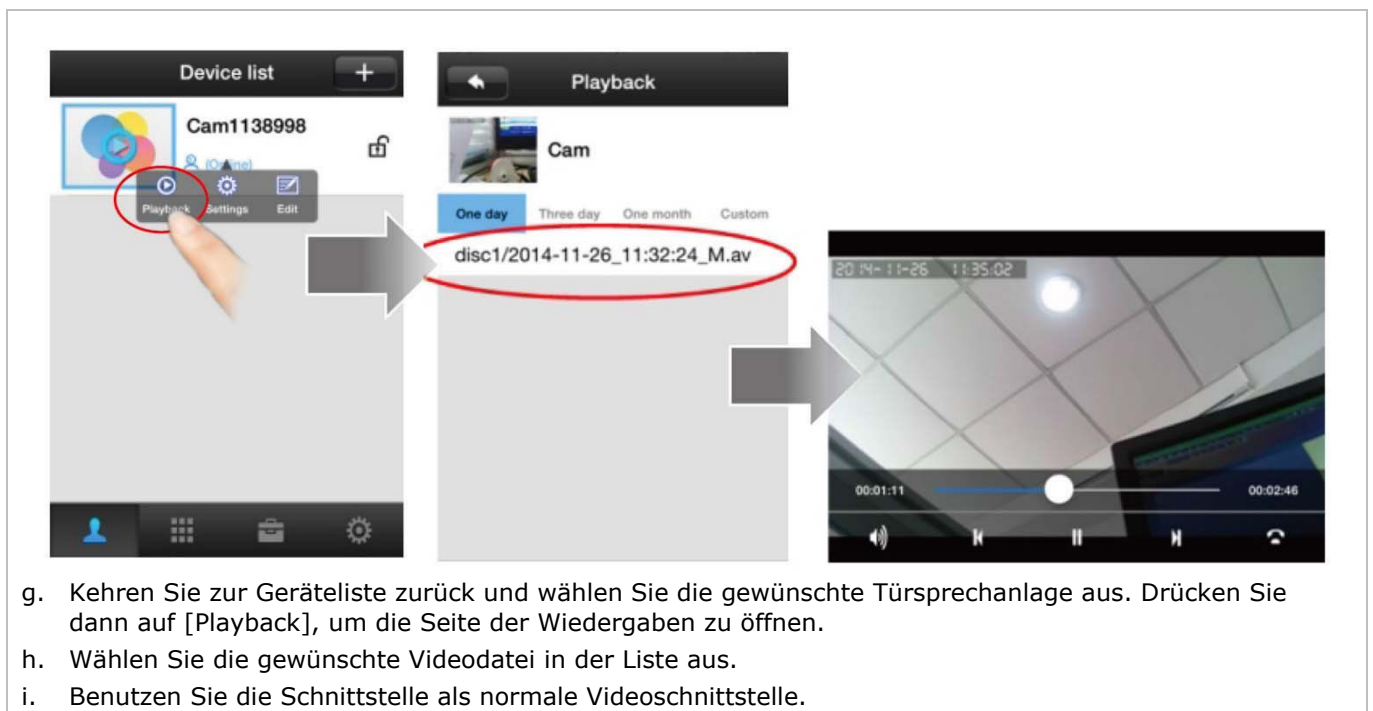 Device list +
Cam1138998
Playback Settings Edit
Playback
Cam
One day Three day One month Custom
disc1/2014-11-26_11:32:24_M.av
2014-11-26 11:35:02
00:01:11 00:02:46
g. Kehren Sie zur Geräteliste zurück und wählen Sie die gewünschte Türsprechanlage aus. Drücken Sie
dann auf [Playback], um die Seite der Wiedergaben zu öffnen.
h. Wählen Sie die gewünschte Videodatei in der Liste aus.
i. Benutzen Sie die Schnittstelle als normale Videoschnittstelle.